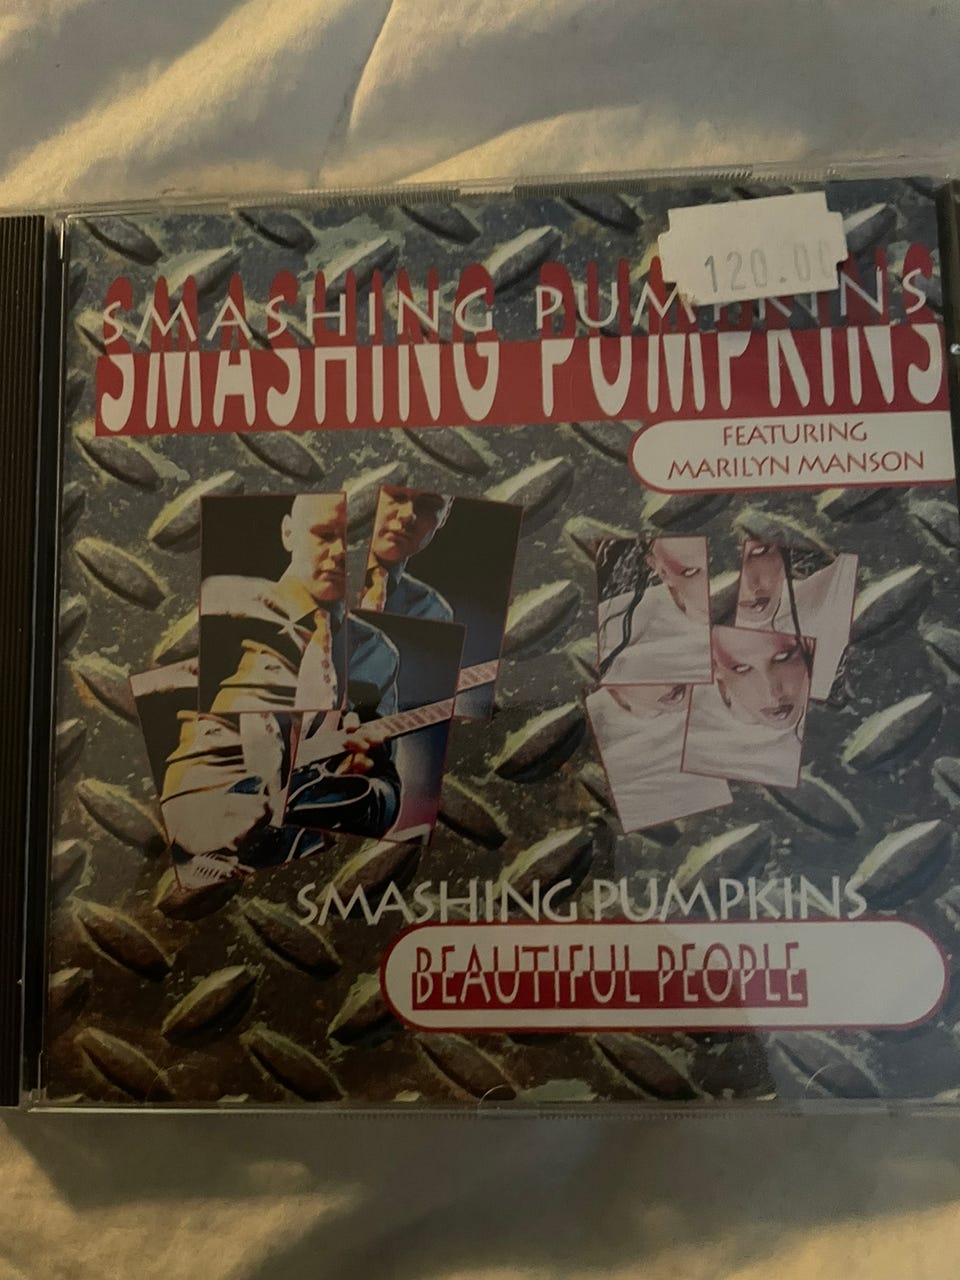 120.00
SMASHING PUMPKINS
SMASHING PUMPKINS
FEATURING
MARILYN MANSON
SMASHING PUMPKINS
BEAUTIFUL PEOPLE